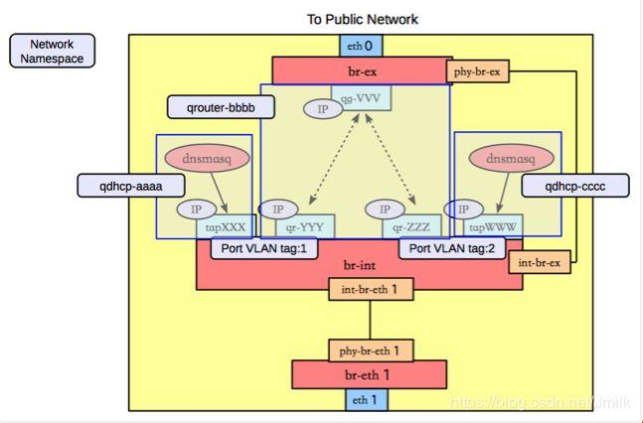 To Public Network
Network
Namespace
eth 0
br-ex
phy-br-ex
qrouter-bbbb
qg-VVV
IP
dnsmasq
dnsmasq
qdhcp-aaaa
qdhcp-cccc
IP
IP
IP
IP
tapXXX
qr-YYY
qr-ZZZ
tapWWW
Port VLAN tag:1
Port VLAN tag:2
br-int
int-br-ex
int-br-eth 1
phy-br-eth 1
br-eth 1
eth 1
https://blog.csdn.net/Jmilk